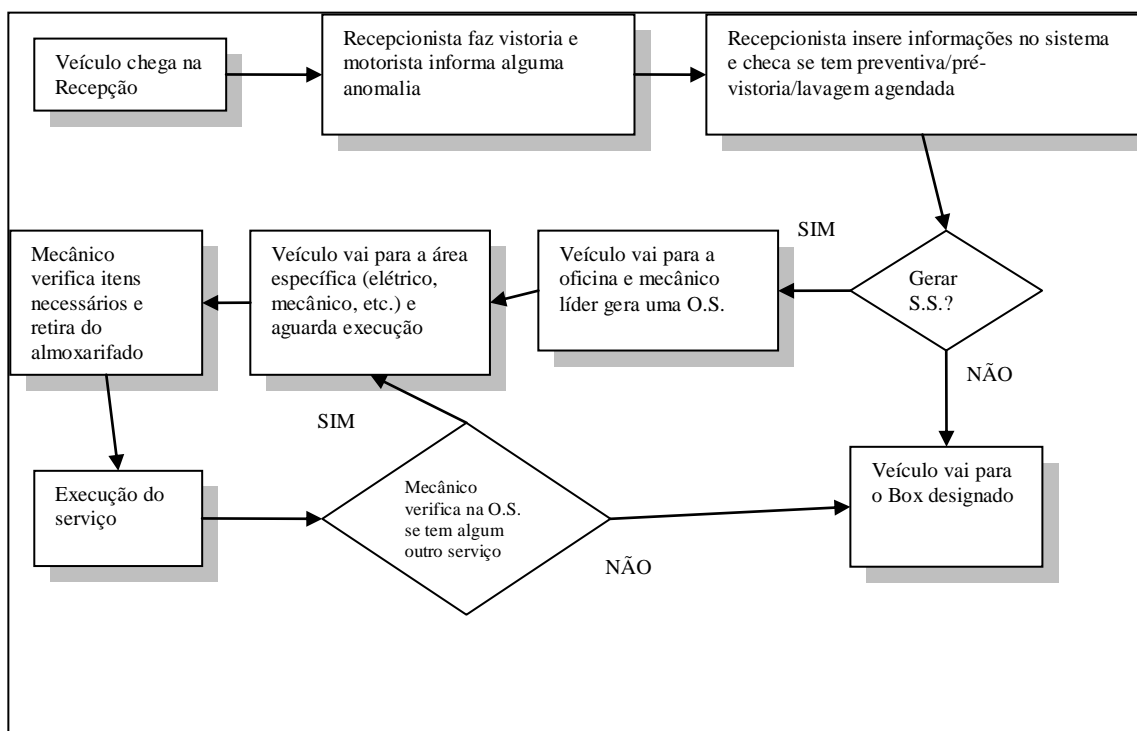 Veículo chega na
Recepção
Recepcionista faz vistoria e
motorista informa alguma
anomalia
Recepcionista insere informações no sistema
e checa se tem preventiva/pré-
vistoria/lavagem agendada
SIM
Mecânico
verifica itens
necessários e
retira do
almoxarifado
Veículo vai para a área
específica (elétrico,
mecânico, etc.) e
aguarda execução
Veículo vai para a
oficina e mecânico
líder gera uma O.S.
Gerar
S.S.?
NÃO
SIM
Execução do
serviço
Mecânico
verifica na O.S.
se tem algum
outro serviço
NÃO
Veículo vai para
o Box designado